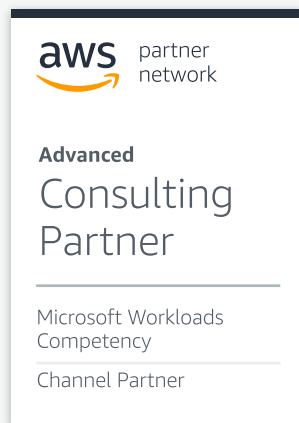 aws partner
network
Advanced
Consulting
Partner
Microsoft Workloads
Competency
Channel Partner